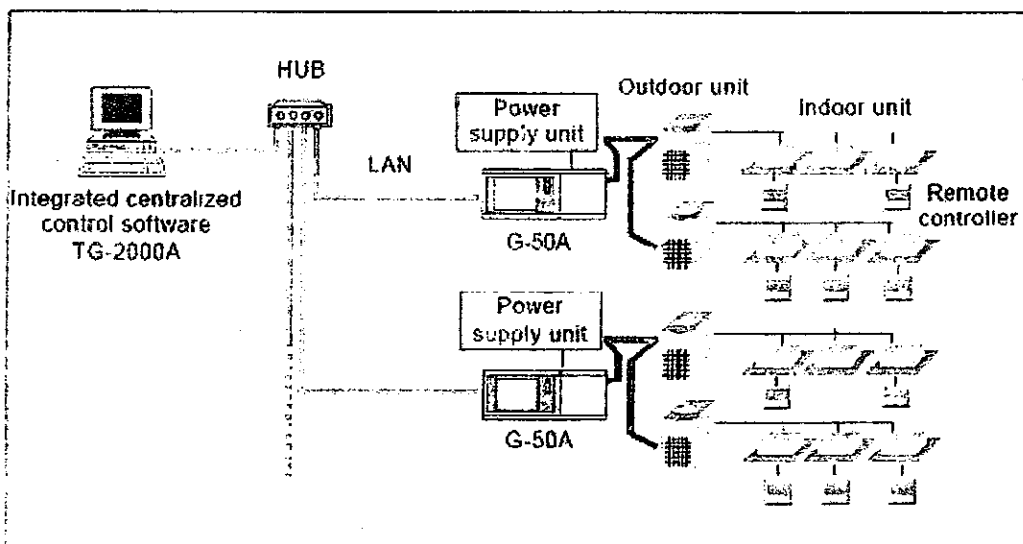 HUB
Outdoor unit
Indoor unit
Power
supply unit
LAN
Integrated centralized
control software
TG-2000A
G-50A
Remote
controller
Power
supply unit
G-50A